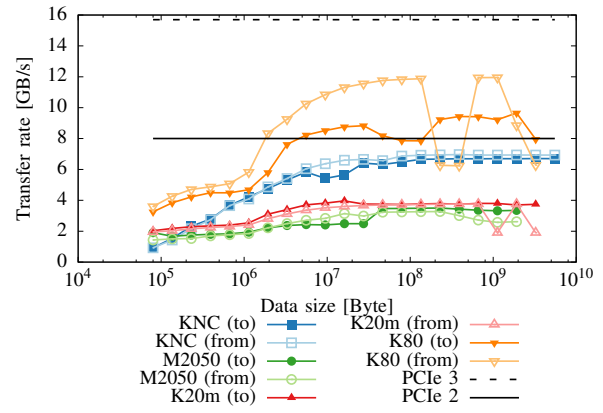 16
14
12
10
8
6
4
2
0
Transfer rate [GB/s]
10^4 10^5 10^6 10^7 10^8 10^9 10^10
Data size [Byte]
KNC (to) K20m (from)
KNC (from) K80 (to)
M2050 (to) K80 (from)
M2050 (from) PCIe 3
K20m (to) PCIe 2